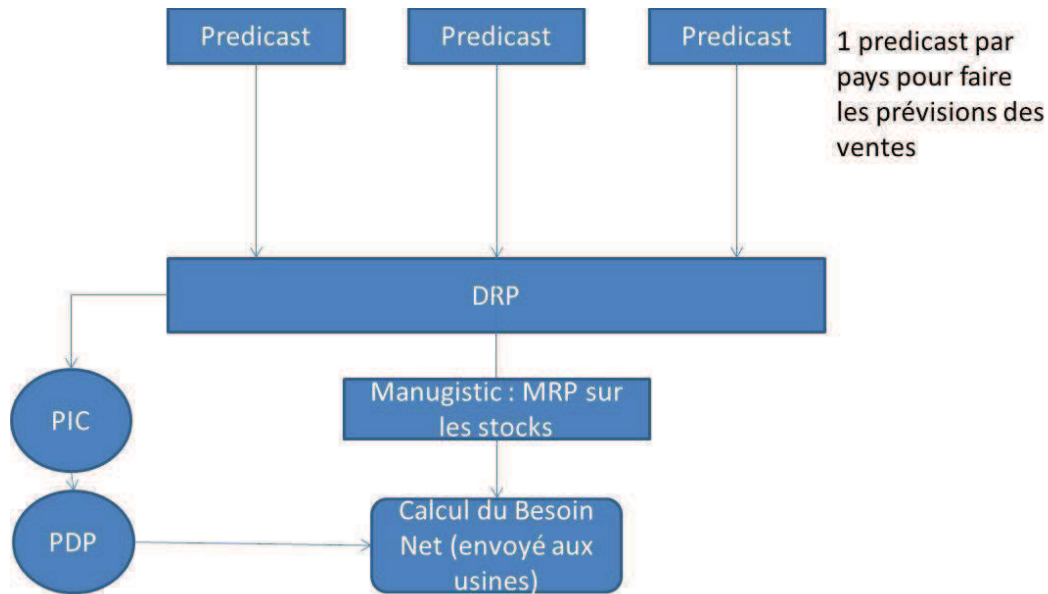 Predicast
Predicast
Predicast
1 predicast par
pays pour faire
les prévisions des
ventes
DRP
PIC
Manugistic : MRP sur
les stocks
PDP
Calcul du Besoin
Net (envoyé aux
usines)